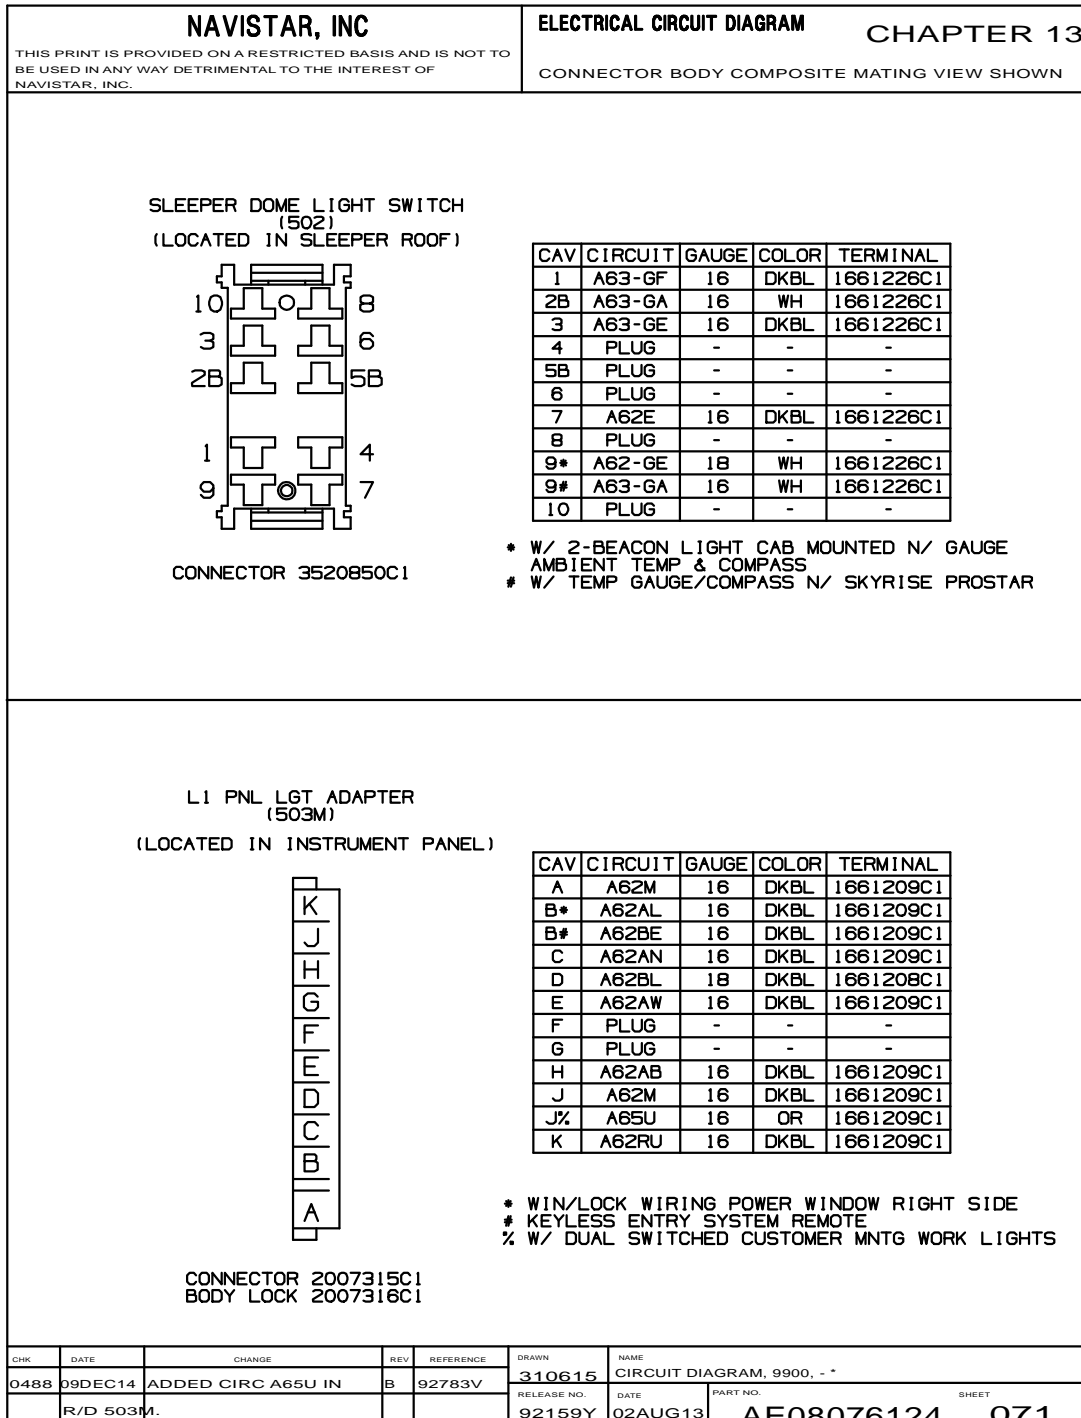 NAVISTAR, INC
THIS PRINT IS PROVIDED ON A RESTRICTED BASIS AND IS NOT TO
BE USED IN ANY WAY DETRIMENTAL TO THE INTEREST OF
NAVISTAR, INC.
ELECTRICAL CIRCUIT DIAGRAM
CHAPTER 13
CONNECTOR BODY COMPOSITE MATING VIEW SHOWN
SLEEPER DOME LIGHT SWITCH
(502)
(LOCATED IN SLEEPER ROOF)
10 8
3 6
2B 5B
1 4
9 7
CONNECTOR 3520850C1
CAV CIRCUIT GAUGE COLOR TERMINAL
1 A63-GF 16 DKBL 1661226C1
2B A63-GA 16 WH 1661226C1
3 A63-GE 16 DKBL 1661226C1
4 PLUG - - -
5B PLUG - - -
6 PLUG - - -
7 A62E 16 DKBL 1661226C1
8 PLUG - - -
9* A62-GE 18 WH 1661226C1
9# A63-GA 16 WH 1661226C1
10 PLUG - - -
* W/ 2-BEACON LIGHT CAB MOUNTED N/ GAUGE
AMBIENT TEMP & COMPASS
# W/ TEMP GAUGE/COMPASS N/ SKYRISE PROSTAR
L1 PNL LGT ADAPTER
(503M)
(LOCATED IN INSTRUMENT PANEL)
K
J
H
G
F
E
D
C
B
A
CONNECTOR 2007315C1
BODY LOCK 2007316C1
CAV CIRCUIT GAUGE COLOR TERMINAL
A A62M 16 DKBL 1661209C1
B* A62AL 16 DKBL 1661209C1
B# A62BE 16 DKBL 1661209C1
C A62AN 16 DKBL 1661209C1
D A62BL 18 DKBL 1661208C1
E A62AW 16 DKBL 1661209C1
F PLUG - - -
G PLUG - - -
H A62AB 16 DKBL 1661209C1
J A62M 16 DKBL 1661209C1
J% A65U 16 OR 1661209C1
K A62RU 16 DKBL 1661209C1
* WIN/LOCK WIRING POWER WINDOW RIGHT SIDE
# KEYLESS ENTRY SYSTEM REMOTE
% W/ DUAL SWITCHED CUSTOMER MNTG WORK LIGHTS
CHK DATE CHANGE REV REFERENCE
0488 09DEC14 ADDED CIRC A65U IN B 92783V
R/D 503M.
DRAWN
310615
NAME
CIRCUIT DIAGRAM, 9900, - *
RELEASE NO.
92159Y
DATE
02AUG13
PART NO.
AE08076124
SHEET
071